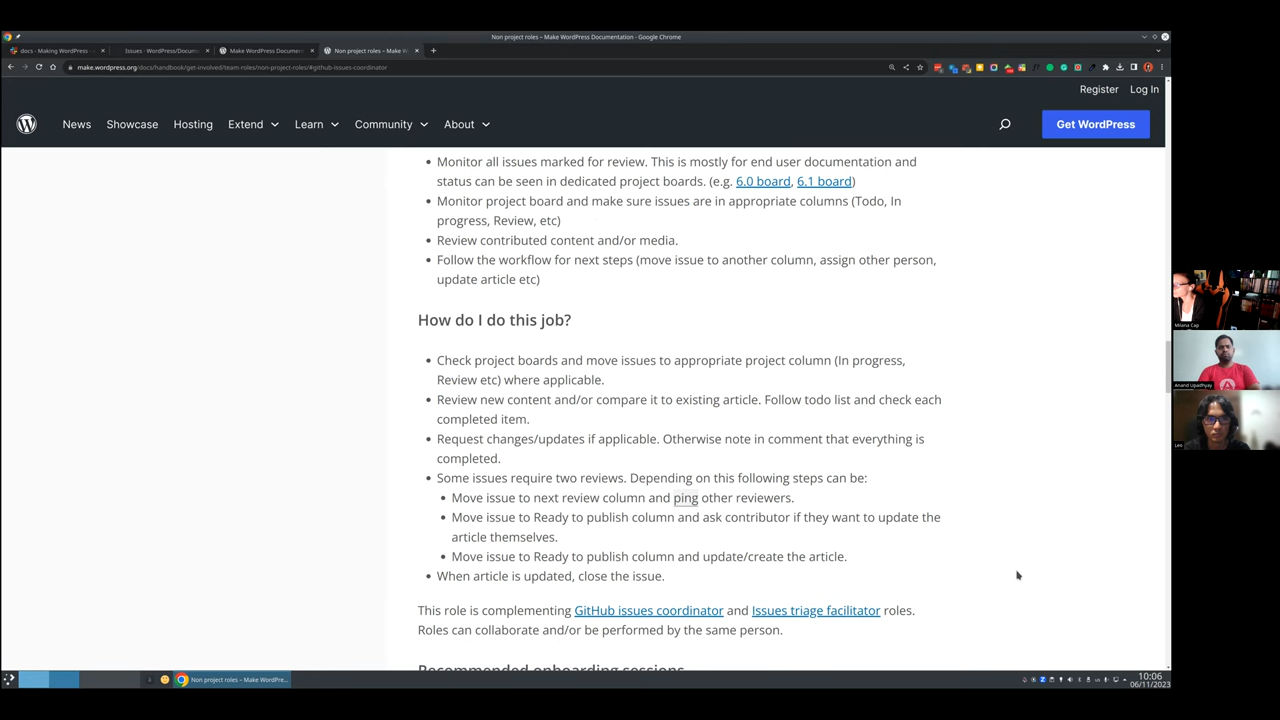 Non project roles – Make WordPress Documentation - Google Chrome
docs - Making WordPress -
Issues · WordPress/Docum
Make WordPress Document
Non project roles – Make W
make.wordpress.org/docs/handbook/get-involved/team-roles/non-project-roles/#github-issues-coordinator
Register Log In
News Showcase Hosting Extend Learn Community About Get WordPress
Monitor all issues marked for review. This is mostly for end user documentation and
status can be seen in dedicated project boards. (e.g. 6.0 board, 6.1 board)
Monitor project board and make sure issues are in appropriate columns (Todo, In
progress, Review, etc)
Review contributed content and/or media.
Follow the workflow for next steps (move issue to another column, assign other person,
update article etc)
How do I do this job?
Check project boards and move issues to appropriate project column (In progress,
Review etc) where applicable.
Review new content and/or compare it to existing article. Follow todo list and check each
completed item.
Request changes/updates if applicable. Otherwise note in comment that everything is
completed.
Some issues require two reviews. Depending on this following steps can be:
Move issue to next review column and ping other reviewers.
Move issue to Ready to publish column and ask contributor if they want to update the
article themselves.
Move issue to Ready to publish column and update/create the article.
When article is updated, close the issue.
This role is complementing GitHub issues coordinator and Issues triage facilitator roles.
Roles can collaborate and/or be performed by the same person.
Recommended onboarding sessions
Milana Cap
Anand Upadhyay
Leo
Non project roles – Make WordPre...
10:06
06/11/2023